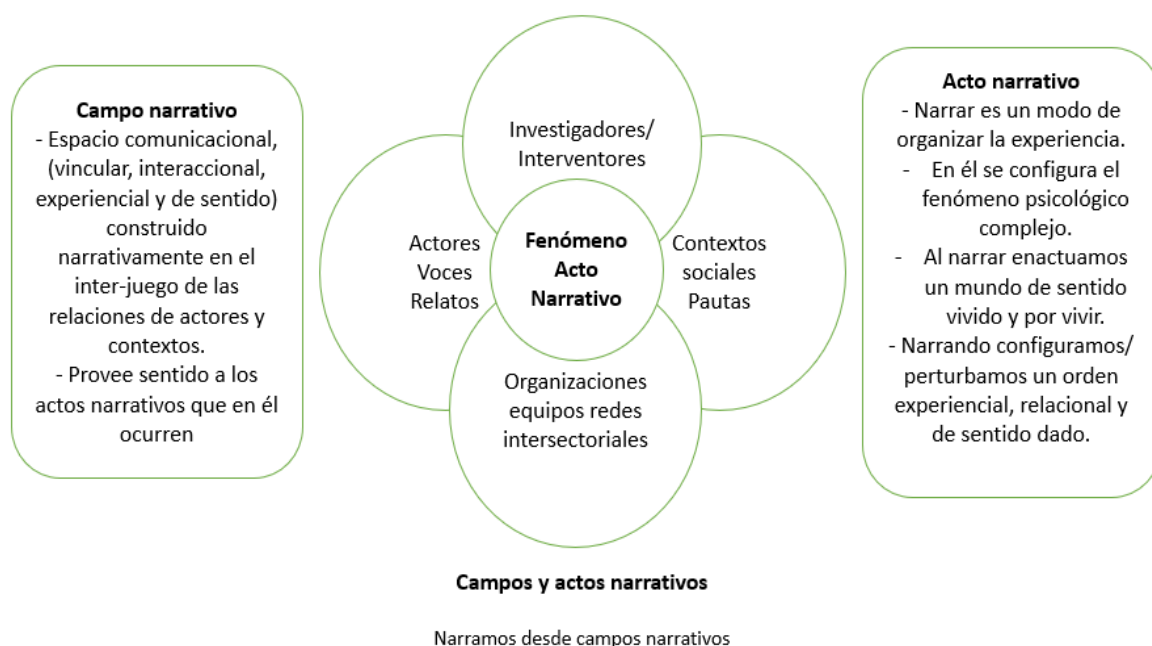 Campo narrativo
- Espacio comunicacional,
(vincular, interaccional,
experiencial y de sentido)
construido
narrativamente en el
inter-juego de las
relaciones de actores y
contextos.
- Provee sentido a los
actos narrativos que en él
ocurren
Investigadores/
Interventores
Actores
Voces
Relatos
Fenómeno
Acto
Narrativo
Contextos
sociales
Pautas
Organizaciones
equipos redes
intersectoriales
Acto narrativo
- Narrar es un modo de
organizar la experiencia.
- En él se configura el
fenómeno psicológico
complejo.
- Al narrar enactuamos
un mundo de sentido
vivido y por vivir.
- Narrando configuramos/
perturbamos un orden
experiencial, relacional y
de sentido dado.
Campos y actos narrativos
Narramos desde campos narrativos